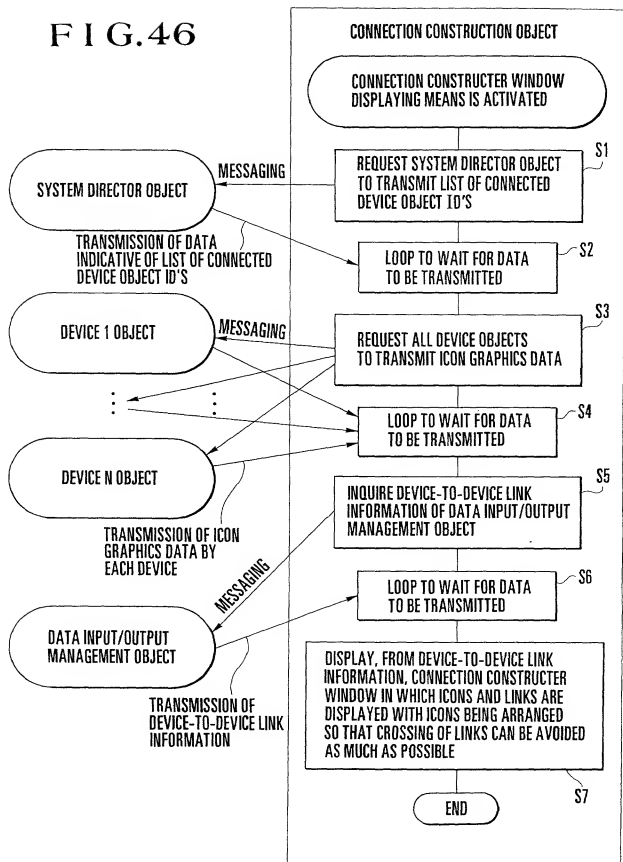 FIG.46
CONNECTION CONSTRUCTION OBJECT
CONNECTION CONSTRUCTER WINDOW
DISPLAYING MEANS IS ACTIVATED
S1
MESSAGING
REQUEST SYSTEM DIRECTOR OBJECT
TO TRANSMIT LIST OF CONNECTED
DEVICE OBJECT ID'S
SYSTEM DIRECTOR OBJECT
TRANSMISSION OF DATA
INDICATIVE OF LIST OF CONNECTED
DEVICE OBJECT ID'S
S2
LOOP TO WAIT FOR DATA
TO BE TRANSMITTED
S3
DEVICE 1 OBJECT
MESSAGING
REQUEST ALL DEVICE OBJECTS
TO TRANSMIT ICON GRAPHICS DATA
S4
LOOP TO WAIT FOR DATA
TO BE TRANSMITTED
DEVICE N OBJECT
TRANSMISSION OF ICON
GRAPHICS DATA BY
EACH DEVICE
S5
INQUIRE DEVICE-TO-DEVICE LINK
INFORMATION OF DATA INPUT/OUTPUT
MANAGEMENT OBJECT
MESSAGING
S6
LOOP TO WAIT FOR DATA
TO BE TRANSMITTED
DATA INPUT/OUTPUT
MANAGEMENT OBJECT
TRANSMISSION OF
DEVICE-TO-DEVICE LINK
INFORMATION
DISPLAY, FROM DEVICE-TO-DEVICE LINK
INFORMATION, CONNECTION CONSTRUCTER
WINDOW IN WHICH ICONS AND LINKS ARE
DISPLAYED WITH ICONS BEING ARRANGED
SO THAT CROSSING OF LINKS CAN BE AVOIDED
AS MUCH AS POSSIBLE
S7
END